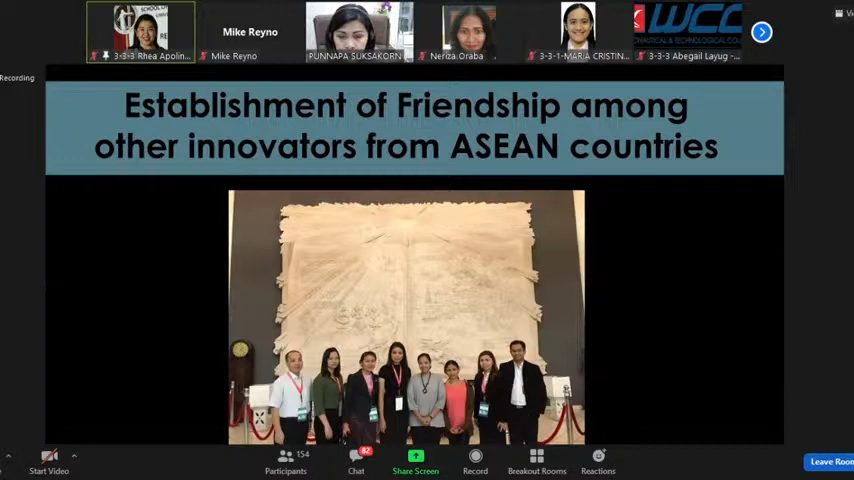 Mike Reyno
3-3-3 Rhea Apolin...
Mike Reyno
PUNNAPA SUKSAKORN
Neriza Oraba
3-3-1-MARIA CRISTIN...
WCC
3-3-3 Abegail Layug -...
Recording
Establishment of Friendship among
other innovators from ASEAN countries
Start Video
154
Participants
82
Chat
Share Screen
Record
Breakout Rooms
Reactions
Leave Room